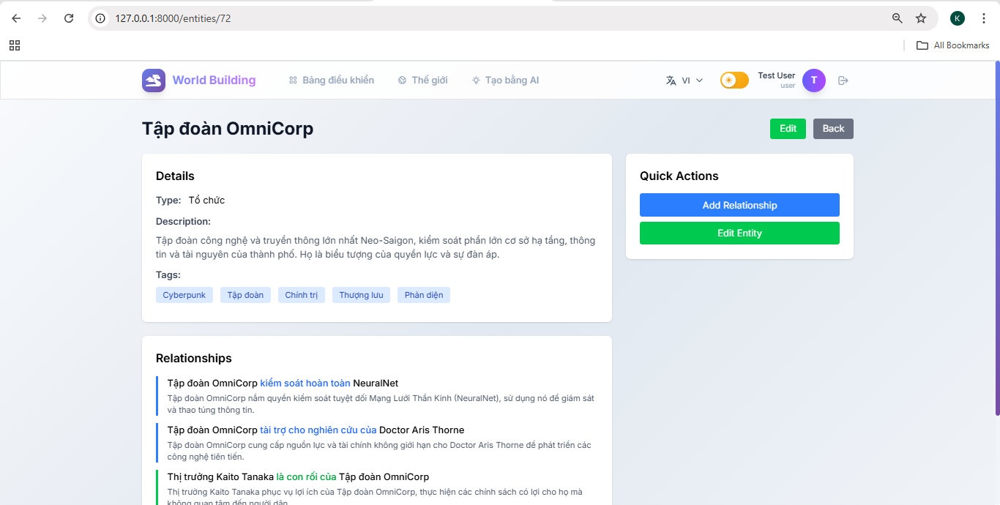 127.0.0.1:8000/entities/72
K
All Bookmarks
World Building
Bảng điều khiển
Thế giới
Tạo bằng AI
VI
Test User
user
T
Tập đoàn OmniCorp
Edit
Back
Details
Type: Tổ chức
Description:
Tập đoàn công nghệ và truyền thông lớn nhất Neo-Saigon, kiểm soát phần lớn cơ sở hạ tầng, thông
tin và tài nguyên của thành phố. Họ là biểu tượng của quyền lực và sự đàn áp.
Tags:
Cyberpunk
Tập đoàn
Chính trị
Thượng lưu
Phản diện
Quick Actions
Add Relationship
Edit Entity
Relationships
Tập đoàn OmniCorp kiểm soát hoàn toàn NeuralNet
Tập đoàn OmniCorp nắm quyền kiểm soát tuyệt đối Mạng Lưới Thần Kinh (NeuralNet), sử dụng nó để giám sát
và thao túng thông tin.
Tập đoàn OmniCorp tài trợ cho nghiên cứu của Doctor Aris Thorne
Tập đoàn OmniCorp cung cấp nguồn lực và tài chính không giới hạn cho Doctor Aris Thorne để phát triển các
công nghệ tiên tiến.
Thị trưởng Kaito Tanaka là con rối của Tập đoàn OmniCorp
Thị trưởng Kaito Tanaka phục vụ lợi ích của Tập đoàn OmniCorp, thực hiện các chính sách có lợi cho họ mà
không quan tâm đến người dân.